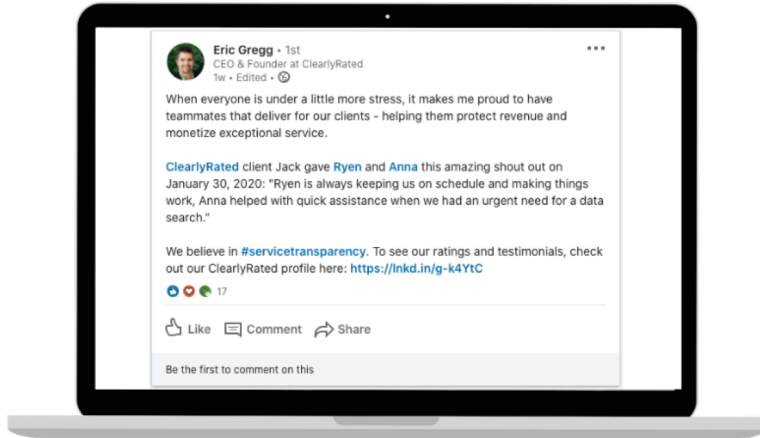 Eric Gregg • 1st
CEO & Founder at ClearlyRated
1w • Edited •
When everyone is under a little more stress, it makes me proud to have
teammates that deliver for our clients - helping them protect revenue and
monetize exceptional service.
ClearlyRated client Jack gave Ryen and Anna this amazing shout out on
January 30, 2020: "Ryen is always keeping us on schedule and making things
work, Anna helped with quick assistance when we had an urgent need for a data
search."
We believe in #servicetransparency. To see our ratings and testimonials, check
out our ClearlyRated profile here: https://lnkd.in/g-k4YtC
17
Like Comment Share
Be the first to comment on this